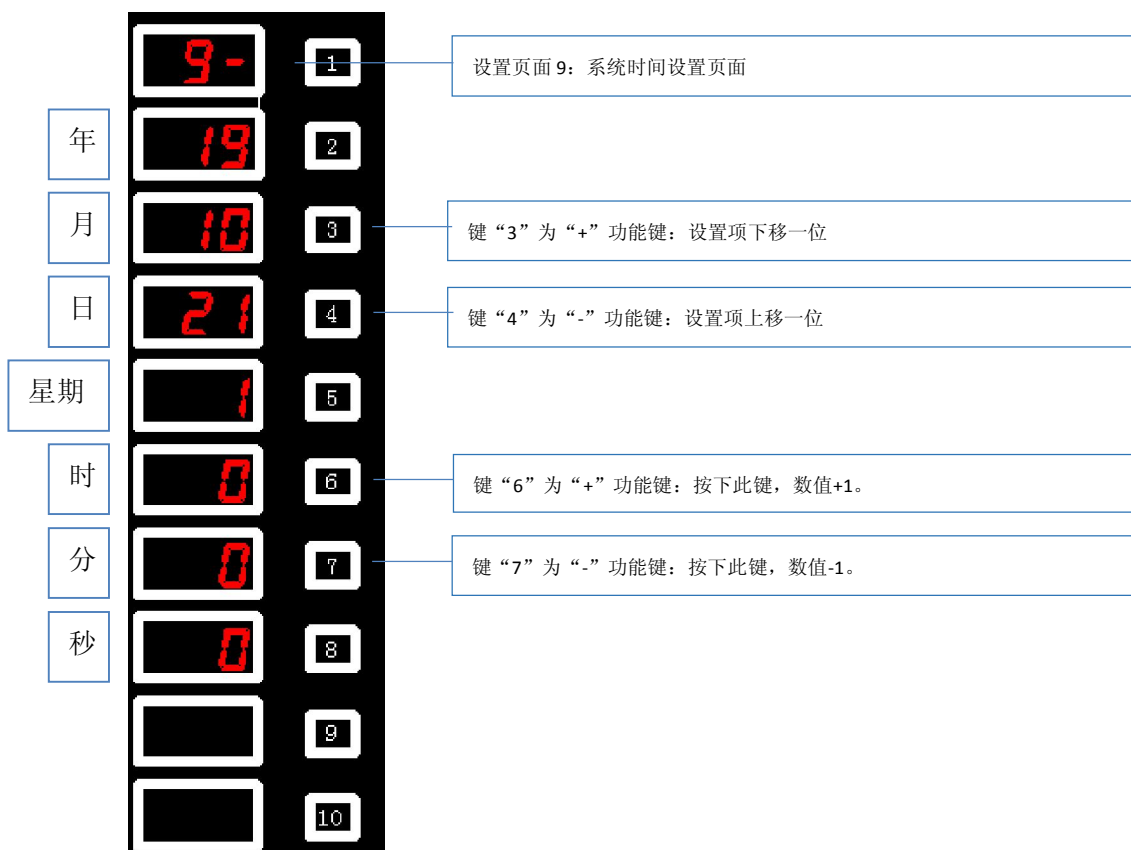 9- 1 设置页面 9：系统时间设置页面
年 19 2
月 10 3 键“3”为“+”功能键：设置项下移一位
日 21 4 键“4”为“-”功能键：设置项上移一位
星期 1 5
时 0 6 键“6”为“+”功能键：按下此键，数值+1。
分 0 7 键“7”为“-”功能键：按下此键，数值-1。
秒 0 8
9
10